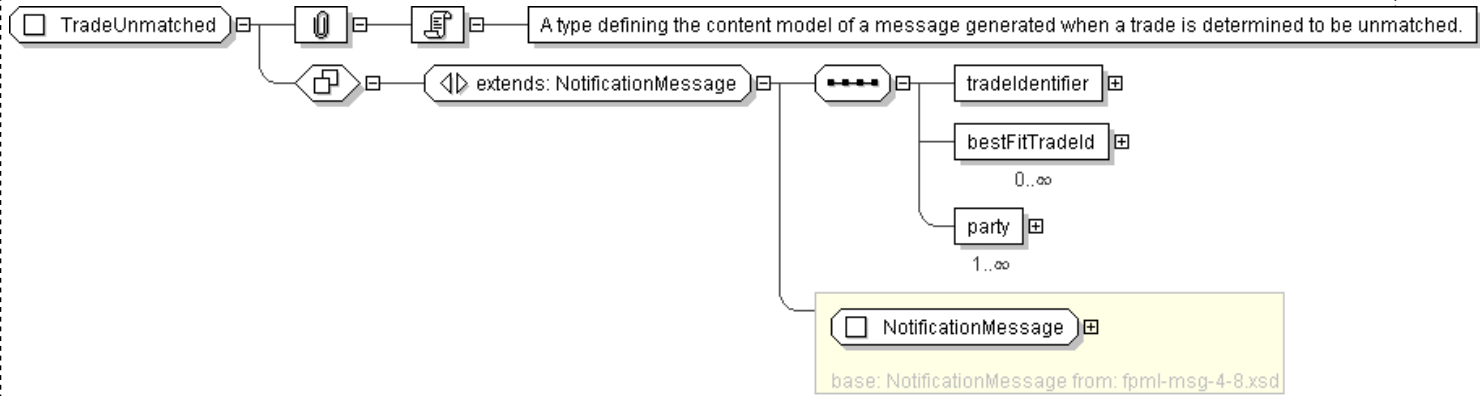 TradeUnmatched
A type defining the content model of a message generated when a trade is determined to be unmatched.
extends: NotificationMessage
tradeIdentifier
bestFitTradeId
0..∞
party
1..∞
NotificationMessage
base: NotificationMessage from: fpml-msg-4-8.xsd